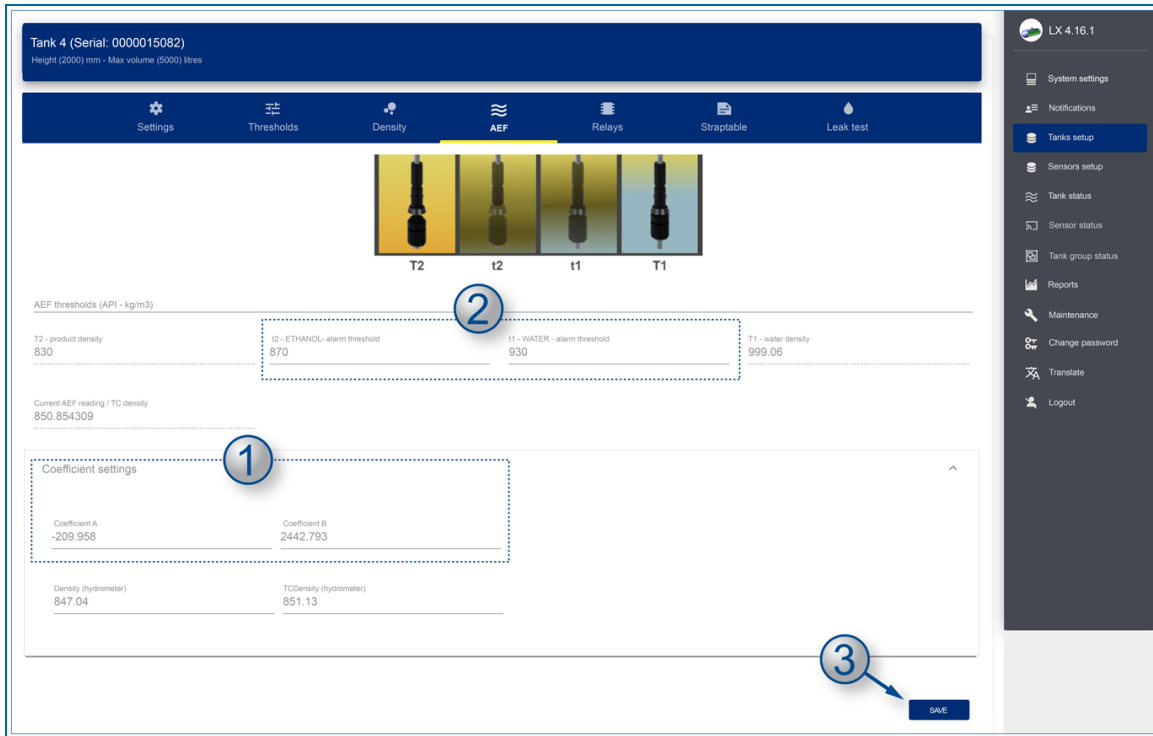 Tank 4 (Serial: 0000015082)
Height (2000) mm - Max volume (5000) litres
Settings
Thresholds
Density
AEF
Relays
Straptable
Leak test
T2 t2 t1 T1
AEF thresholds (API - kg/m3)
2
T2 - product density
830
t2 - ETHANOL- alarm threshold
870
t1 - WATER - alarm threshold
930
T1 - water density
999.06
Current AEF reading / TC density
850.854309
1
Coefficient settings
Coefficient A
-209.958
Coefficient B
2442.793
Density (hydrometer)
847.04
TCDensity (hydrometer)
851.13
3
SAVE
LX 4.16.1
System settings
Notifications
Tanks setup
Sensors setup
Tank status
Sensor status
Tank group status
Reports
Maintenance
Change password
Translate
Logout